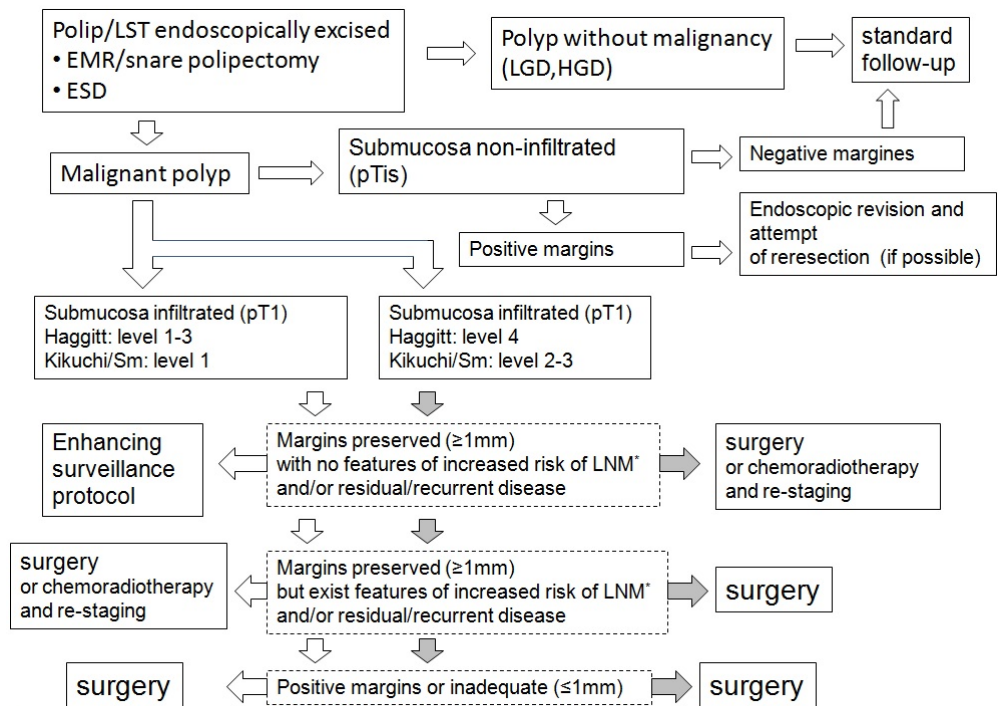 Polip/LST endoscopically excised
• EMR/snare polipectomy
• ESD
Polyp without malignancy
(LGD,HGD)
standard
follow-up
Malignant polyp
Submucosa non-infiltrated
(pTis)
Negative margines
Positive margins
Endoscopic revision and
attempt
of reresection (if possible)
Submucosa infiltrated (pT1)
Haggitt: level 1-3
Kikuchi/Sm: level 1
Submucosa infiltrated (pT1)
Haggitt: level 4
Kikuchi/Sm: level 2-3
Enhancing
surveillance
protocol
Margins preserved (≥1mm)
with no features of increased risk of LNM*
and/or residual/recurrent disease
surgery
or chemoradiotherapy
and re-staging
surgery
or chemoradiotherapy
and re-staging
Margins preserved (≥1mm)
but exist features of increased risk of LNM*
and/or residual/recurrent disease
surgery
surgery
Positive margins or inadequate (≤1mm)
surgery